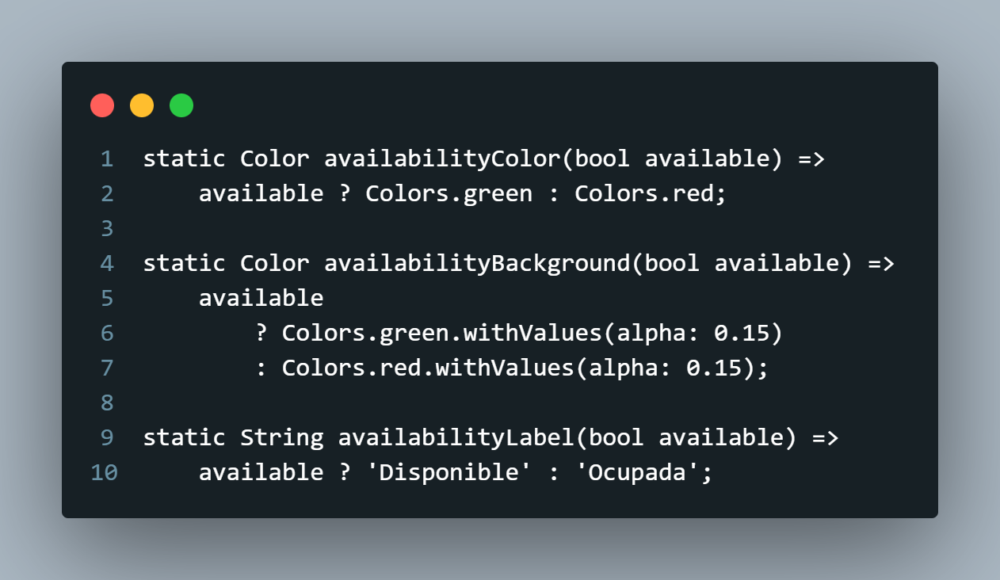 1 static Color availabilityColor(bool available) =>
2     available ? Colors.green : Colors.red;
3
4 static Color availabilityBackground(bool available) =>
5     available
6         ? Colors.green.withValues(alpha: 0.15)
7         : Colors.red.withValues(alpha: 0.15);
8
9 static String availabilityLabel(bool available) =>
10     available ? 'Disponible' : 'Ocupada';